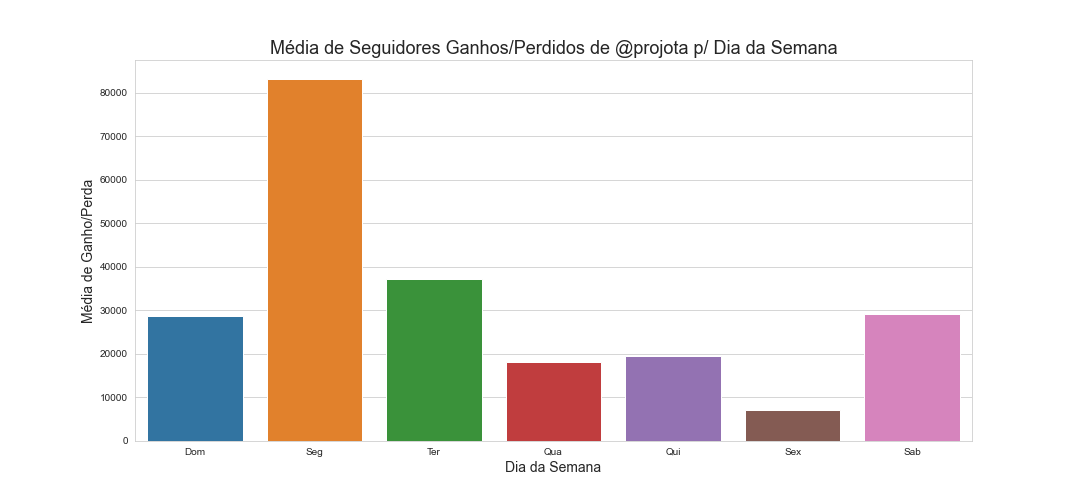 Média de Seguidores Ganhos/Perdidos de @projota p/ Dia da Semana
Média de Ganho/Perda
80000
70000
60000
50000
40000
30000
20000
10000
0
Dom Seg Ter Qua Qui Sex Sab
Dia da Semana